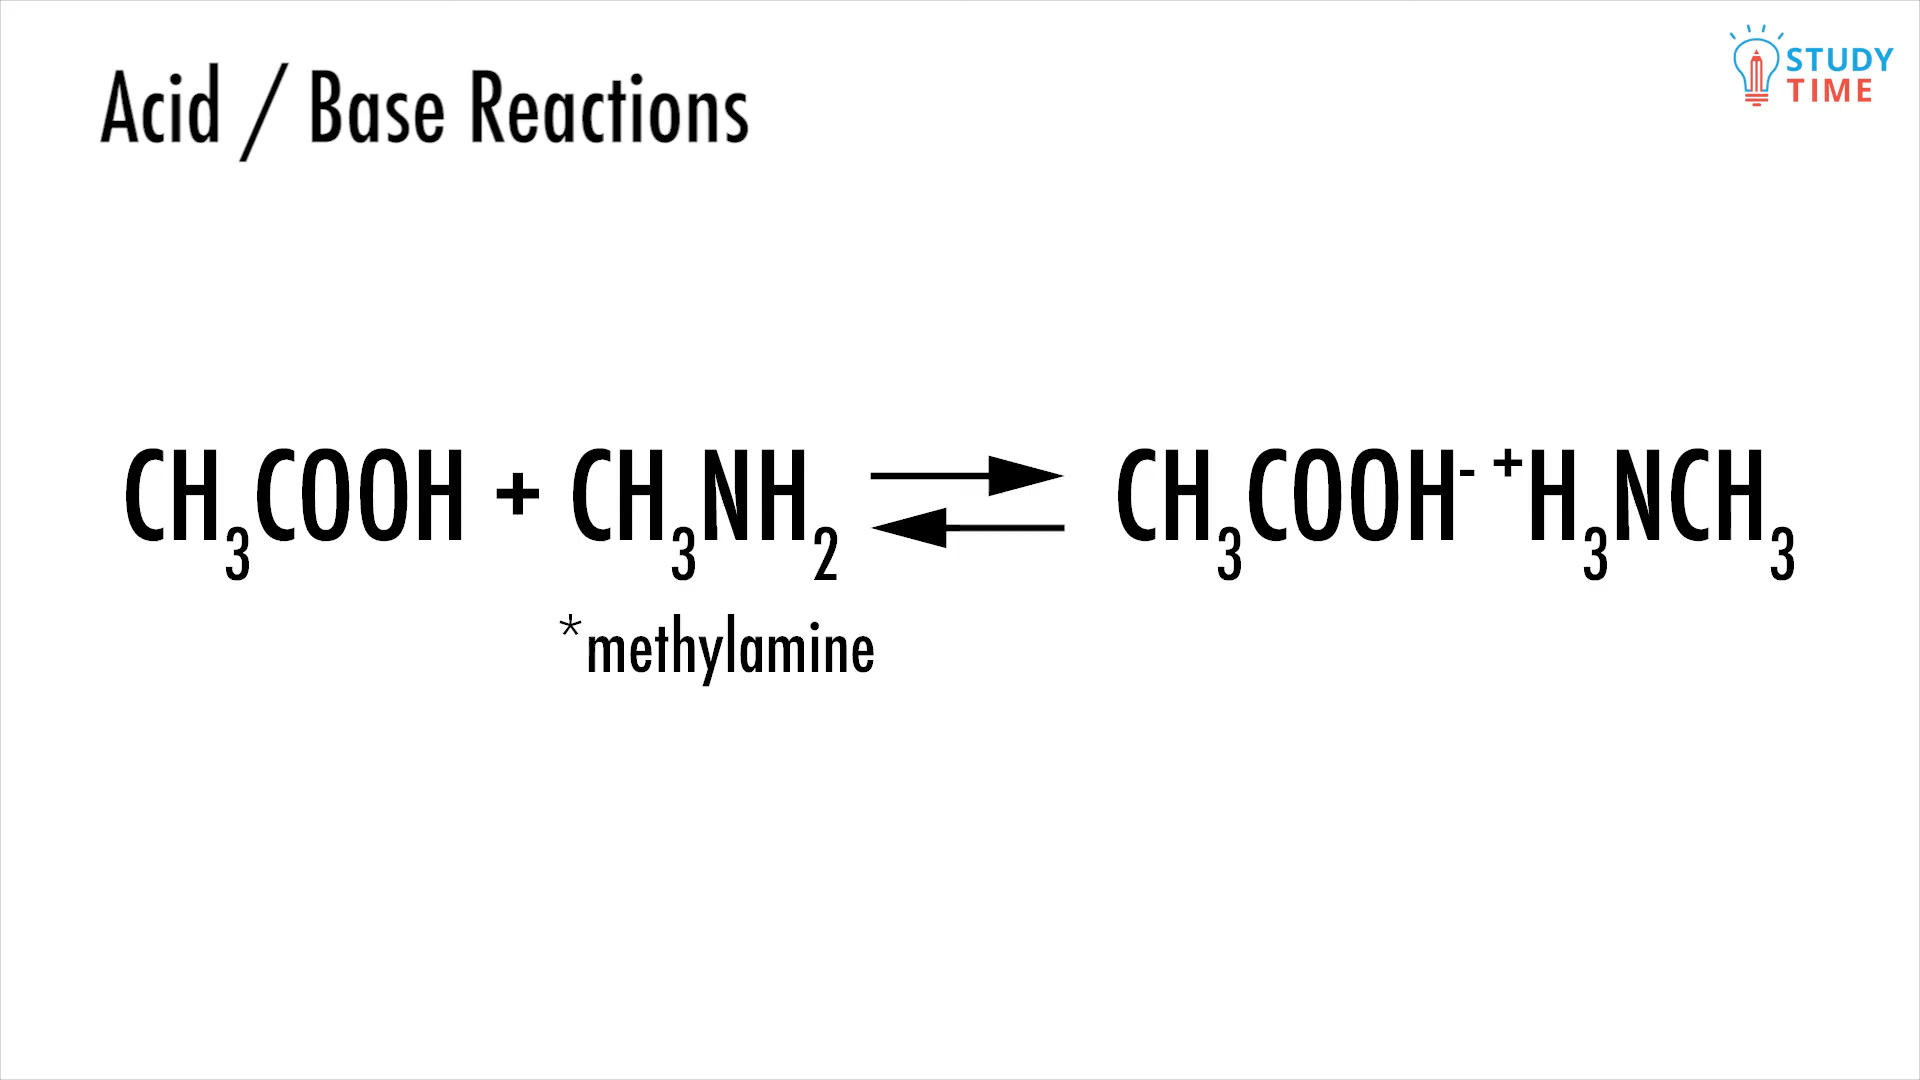 Acid / Base Reactions
STUDY
TIME
CH₃COOH + CH₃NH₂ ⇌ CH₃COOH⁻ ⁺H₃NCH₃
*methylamine